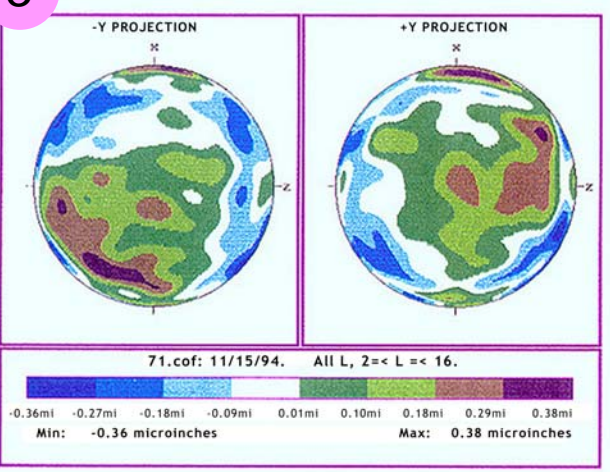 -Y PROJECTION
+Y PROJECTION
X
X
Z
Z
71.cof: 11/15/94. All L, 2=< L =< 16.
-0.36mi -0.27mi -0.18mi -0.09mi 0.01mi 0.10mi 0.18mi 0.29mi 0.38mi
Min: -0.36 microinches Max: 0.38 microinches